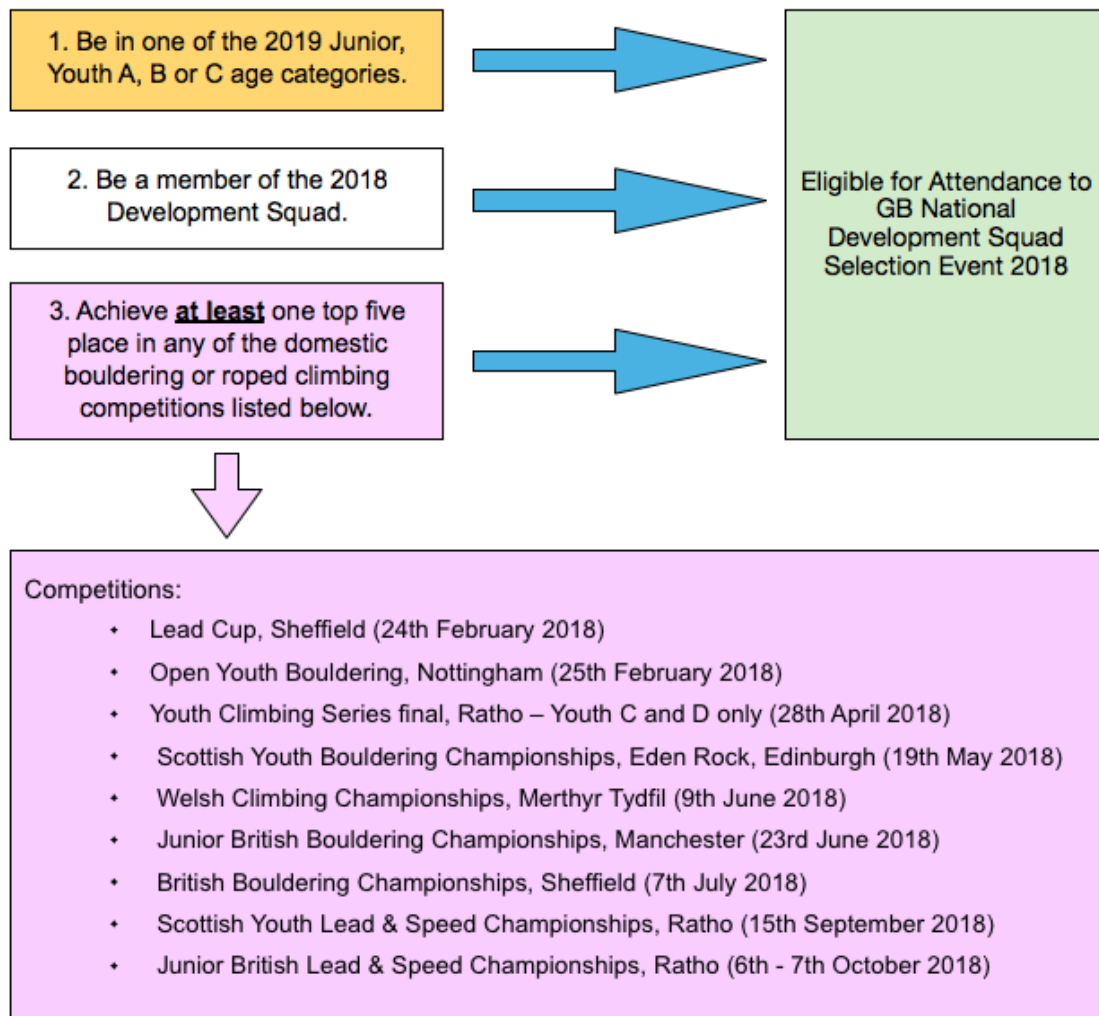 1. Be in one of the 2019 Junior,
Youth A, B or C age categories.
2. Be a member of the 2018
Development Squad.
3. Achieve at least one top five
place in any of the domestic
bouldering or roped climbing
competitions listed below.
Eligible for Attendance to
GB National
Development Squad
Selection Event 2018
Competitions:
Lead Cup, Sheffield (24th February 2018)
Open Youth Bouldering, Nottingham (25th February 2018)
Youth Climbing Series final, Ratho – Youth C and D only (28th April 2018)
Scottish Youth Bouldering Championships, Eden Rock, Edinburgh (19th May 2018)
Welsh Climbing Championships, Merthyr Tydfil (9th June 2018)
Junior British Bouldering Championships, Manchester (23rd June 2018)
British Bouldering Championships, Sheffield (7th July 2018)
Scottish Youth Lead & Speed Championships, Ratho (15th September 2018)
Junior British Lead & Speed Championships, Ratho (6th - 7th October 2018)